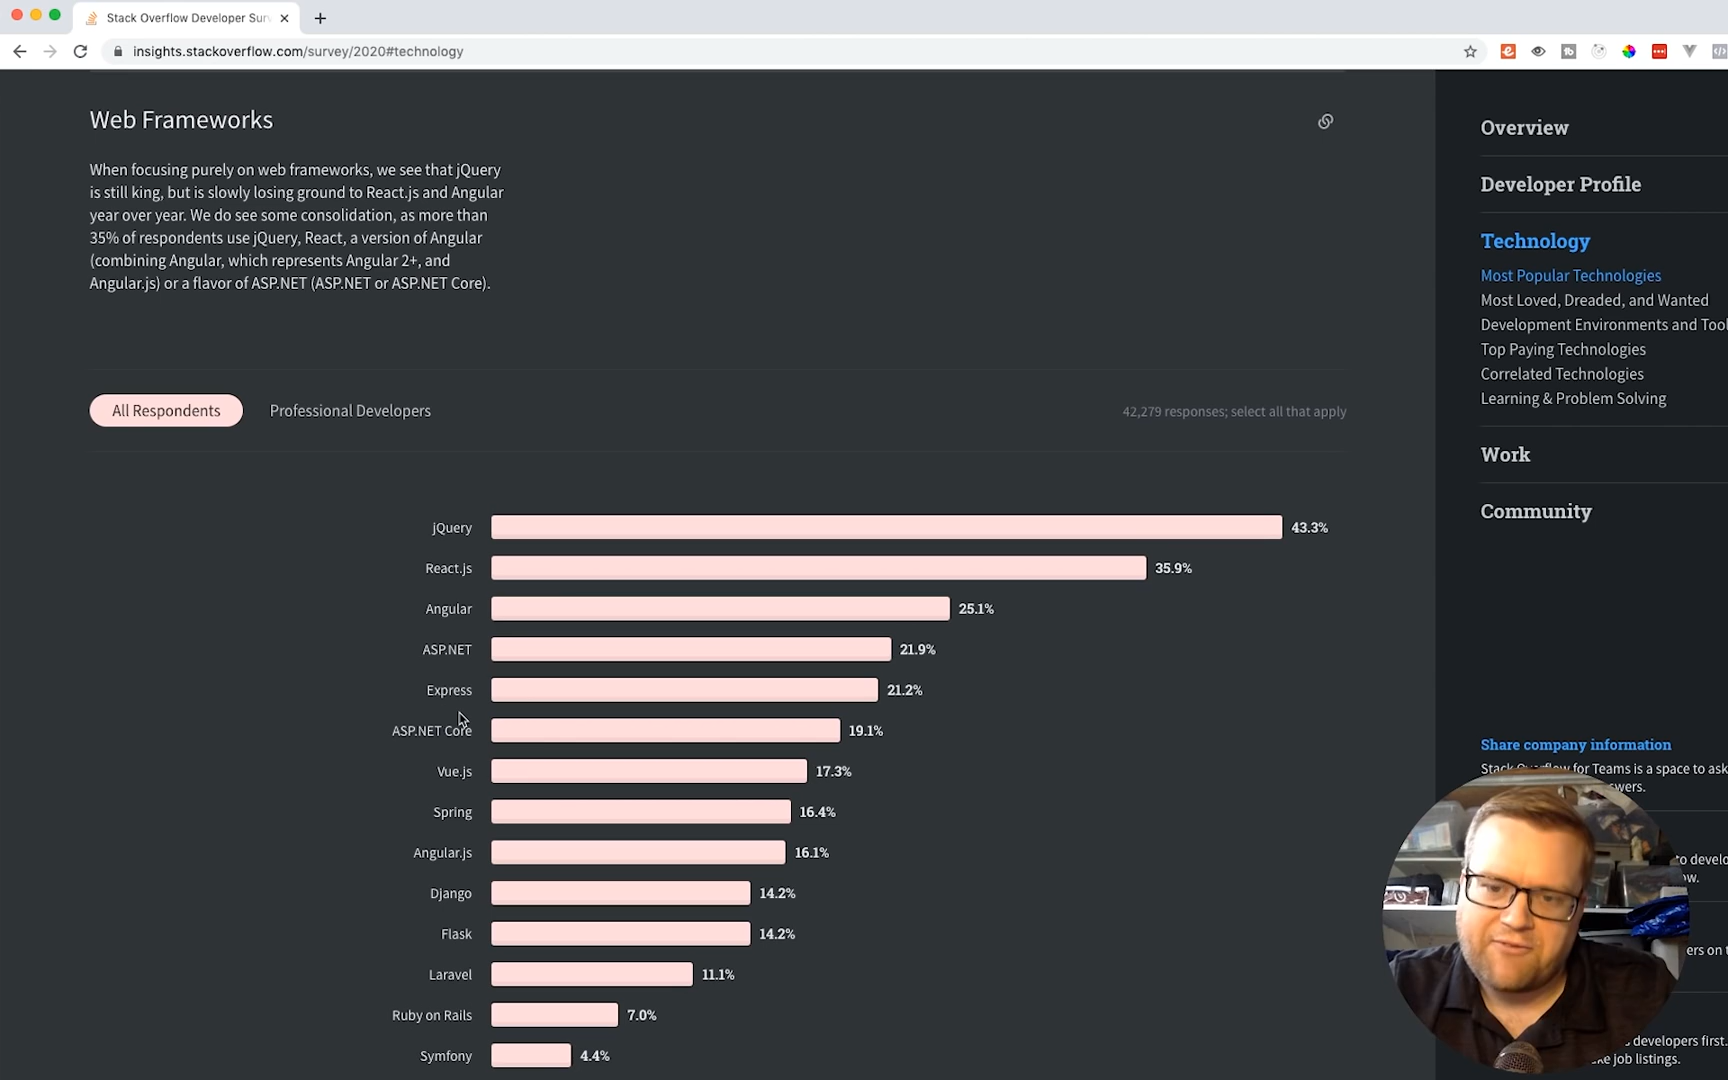 Stack Overflow Developer Sur
insights.stackoverflow.com/survey/2020#technology
Web Frameworks
When focusing purely on web frameworks, we see that jQuery
is still king, but is slowly losing ground to React.js and Angular
year over year. We do see some consolidation, as more than
35% of respondents use jQuery, React, a version of Angular
(combining Angular, which represents Angular 2+, and
Angular.js) or a flavor of ASP.NET (ASP.NET or ASP.NET Core).
All Respondents
Professional Developers
42,279 responses; select all that apply
jQuery 43.3%
React.js 35.9%
Angular 25.1%
ASP.NET 21.9%
Express 21.2%
ASP.NET Core 19.1%
Vue.js 17.3%
Spring 16.4%
Angular.js 16.1%
Django 14.2%
Flask 14.2%
Laravel 11.1%
Ruby on Rails 7.0%
Symfony 4.4%
Overview
Developer Profile
Technology
Most Popular Technologies
Most Loved, Dreaded, and Wanted
Development Environments and Tool
Top Paying Technologies
Correlated Technologies
Learning & Problem Solving
Work
Community
Share company information
Stack Overflow for Teams is a space to ask
swers.
to develo
ow.
ers on t
developers first.
ke job listings.